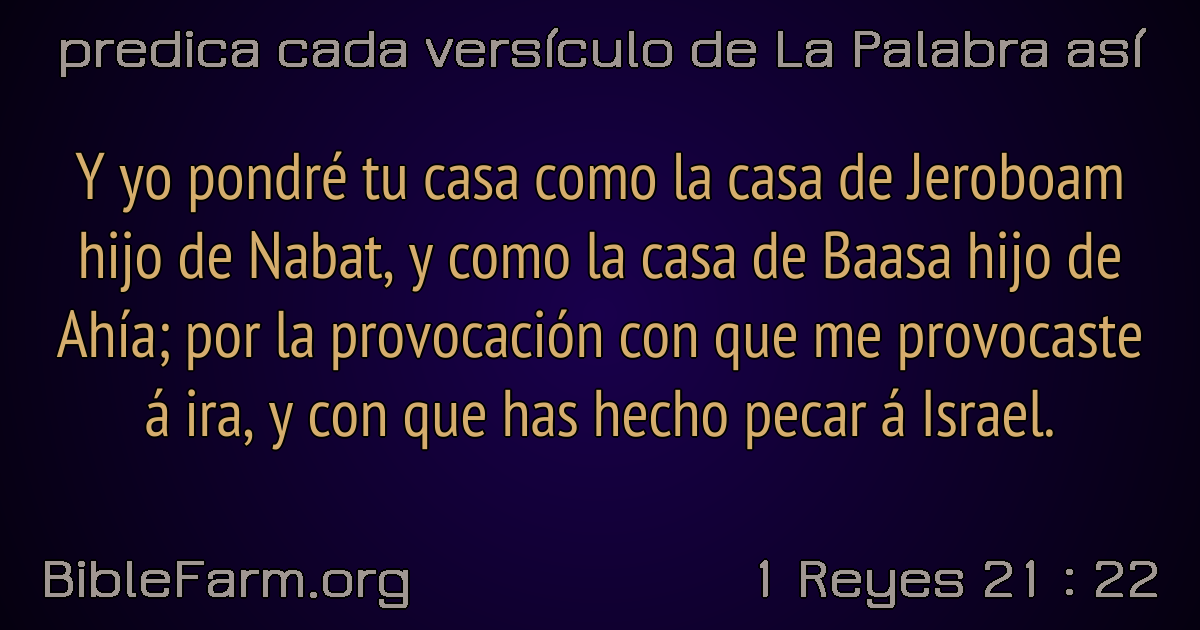 predica cada versículo de La Palabra así
Y yo pondré tu casa como la casa de Jeroboam
hijo de Nabat, y como la casa de Baasa hijo de
Ahía; por la provocación con que me provocaste
á ira, y con que has hecho pecar á Israel.
BibleFarm.org
1 Reyes 21 : 22